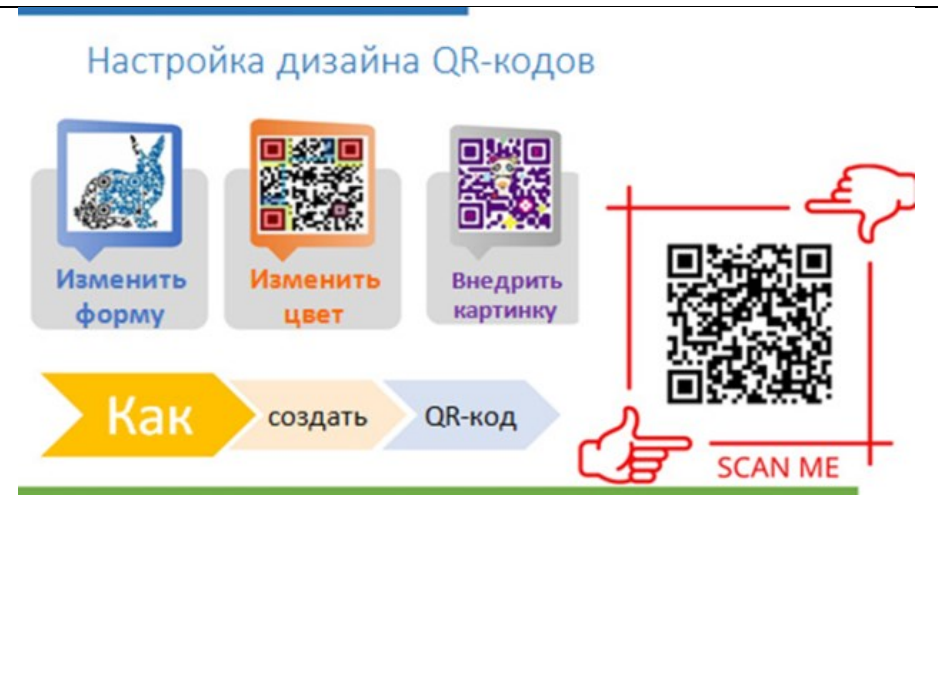 Настройка дизайна QR-кодов
Изменить
форму
Изменить
цвет
Внедрить
картинку
Как
создать
QR-код
SCAN ME